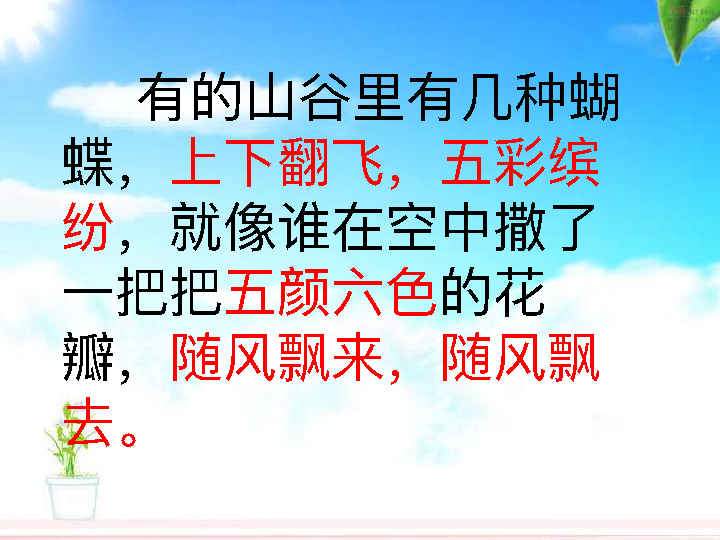 有的山谷里有几种蝴
蝶，上下翻飞，五彩缤
纷，就像谁在空中撒了
一把把五颜六色的花
瓣，随风飘来，随风飘
去。